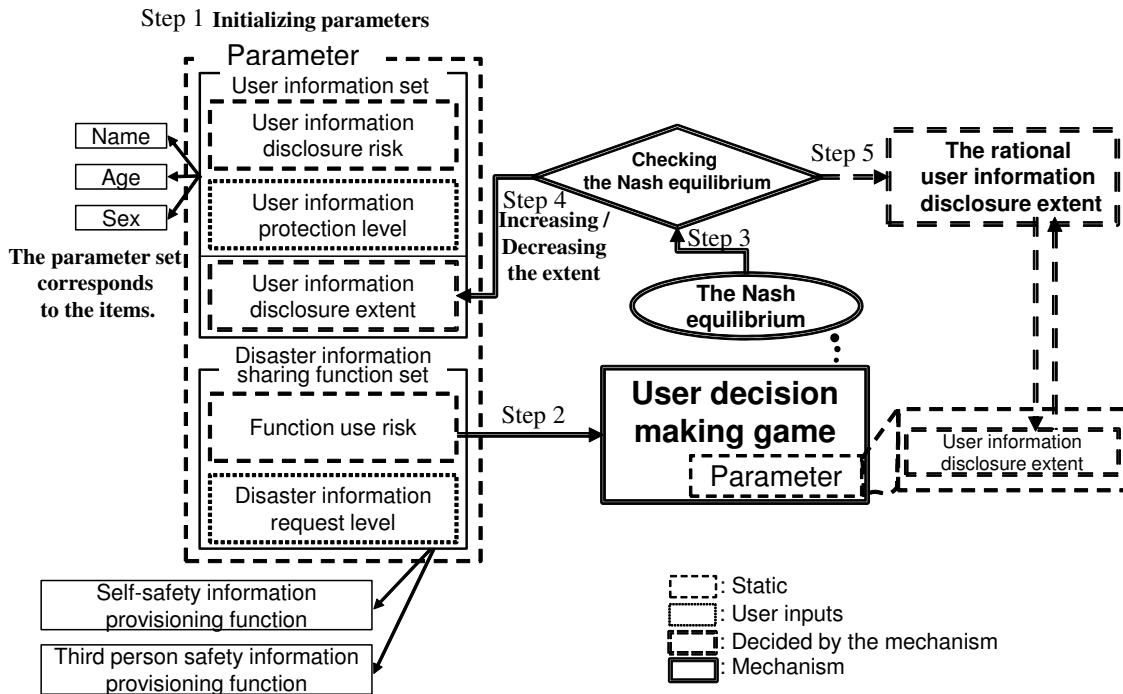 Step 1 Initializing parameters
Parameter
User information set
User information
disclosure risk
User information
protection level
User information
disclosure extent
Name
Age
Sex
The parameter set
corresponds
to the items.
Disaster information
sharing function set
Function use risk
Disaster information
request level
Self-safety information
provisioning function
Third person safety information
provisioning function
Step 2
User decision
making game
Parameter
The Nash
equilibrium
Step 3
Checking
the Nash equilibrium
Step 4
Increasing /
Decreasing
the extent
Step 5
The rational
user information
disclosure extent
User information
disclosure extent
: Static
: User inputs
: Decided by the mechanism
: Mechanism